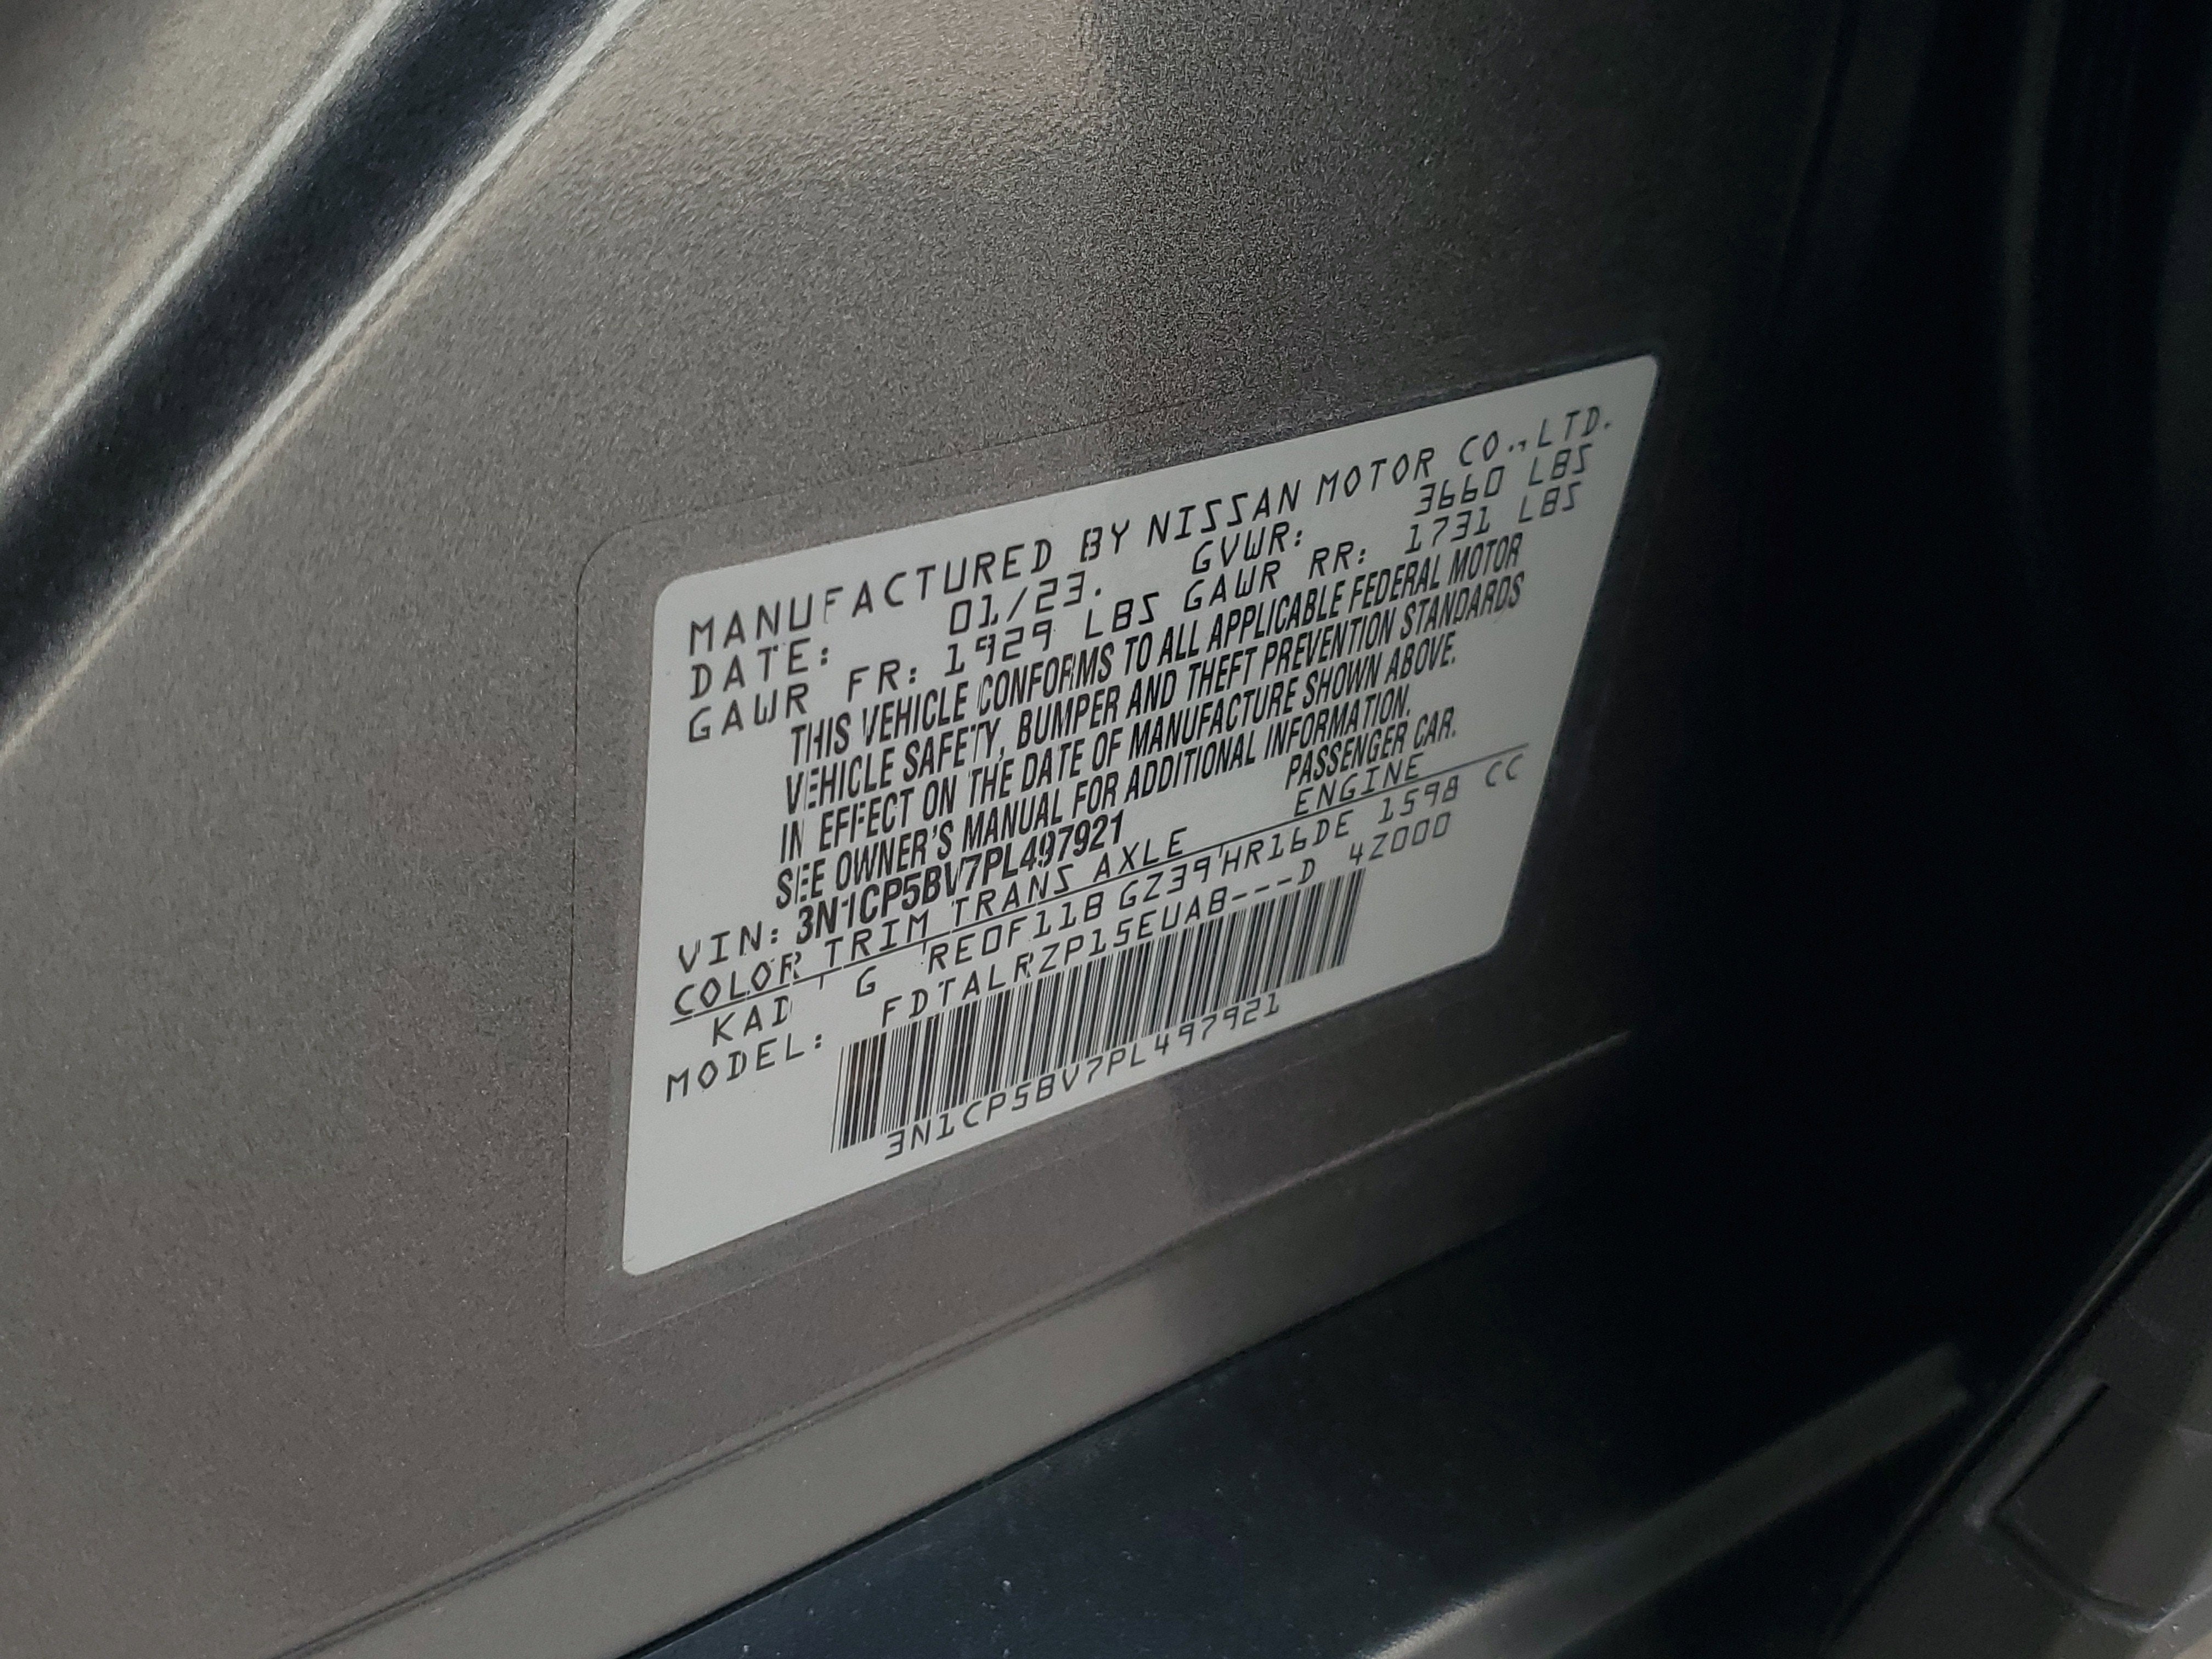 MANUFACTURED BY NISSAN MOTOR CO.,LTD.
DATE: 01/23. GVWR: 3660 LBS
GAWR FR: 1929 LBS GAWR RR: 1731 LBS
THIS VEHICLE CONFORMS TO ALL APPLICABLE FEDERAL MOTOR
VEHICLE SAFETY, BUMPER AND THEFT PREVENTION STANDARDS
IN EFFECT ON THE DATE OF MANUFACTURE SHOWN ABOVE.
SEE OWNER'S MANUAL FOR ADDITIONAL INFORMATION.
VIN: 3N1CP5BV7PL497921 PASSENGER CAR.
COLOR TRIM TRANS AXLE ENGINE
KAD G RE0F11B GZ39 HR16DE 1598 CC
MODEL: FDTALRZP15EUA8---D 4Z000
3N1CP5BV7PL497921